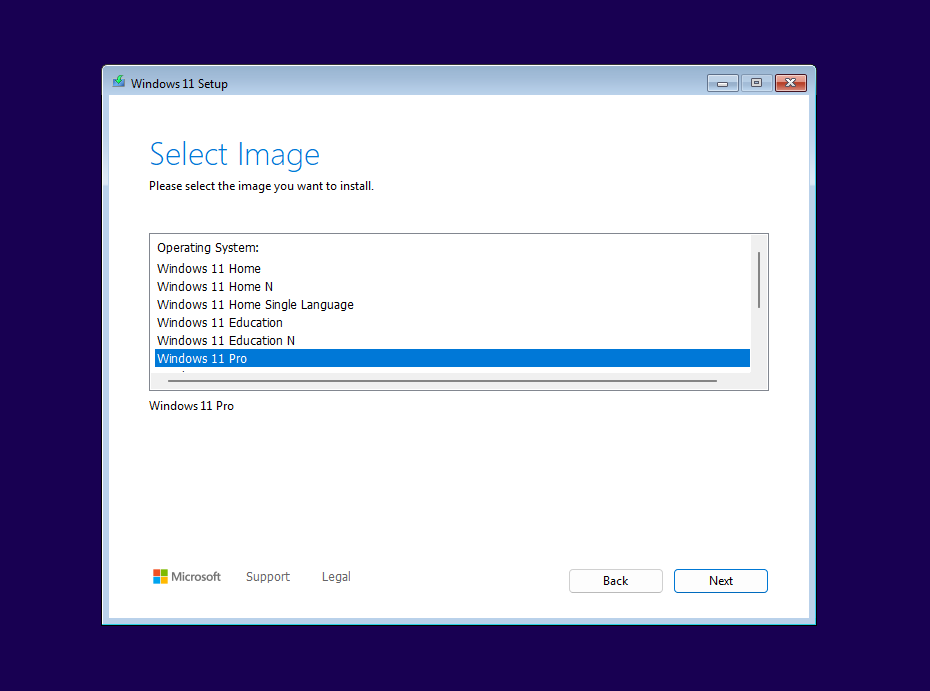 Windows 11 Setup
Select Image
Please select the image you want to install.
Operating System:
Windows 11 Home
Windows 11 Home N
Windows 11 Home Single Language
Windows 11 Education
Windows 11 Education N
Windows 11 Pro
Windows 11 Pro
Microsoft Support Legal
Back Next